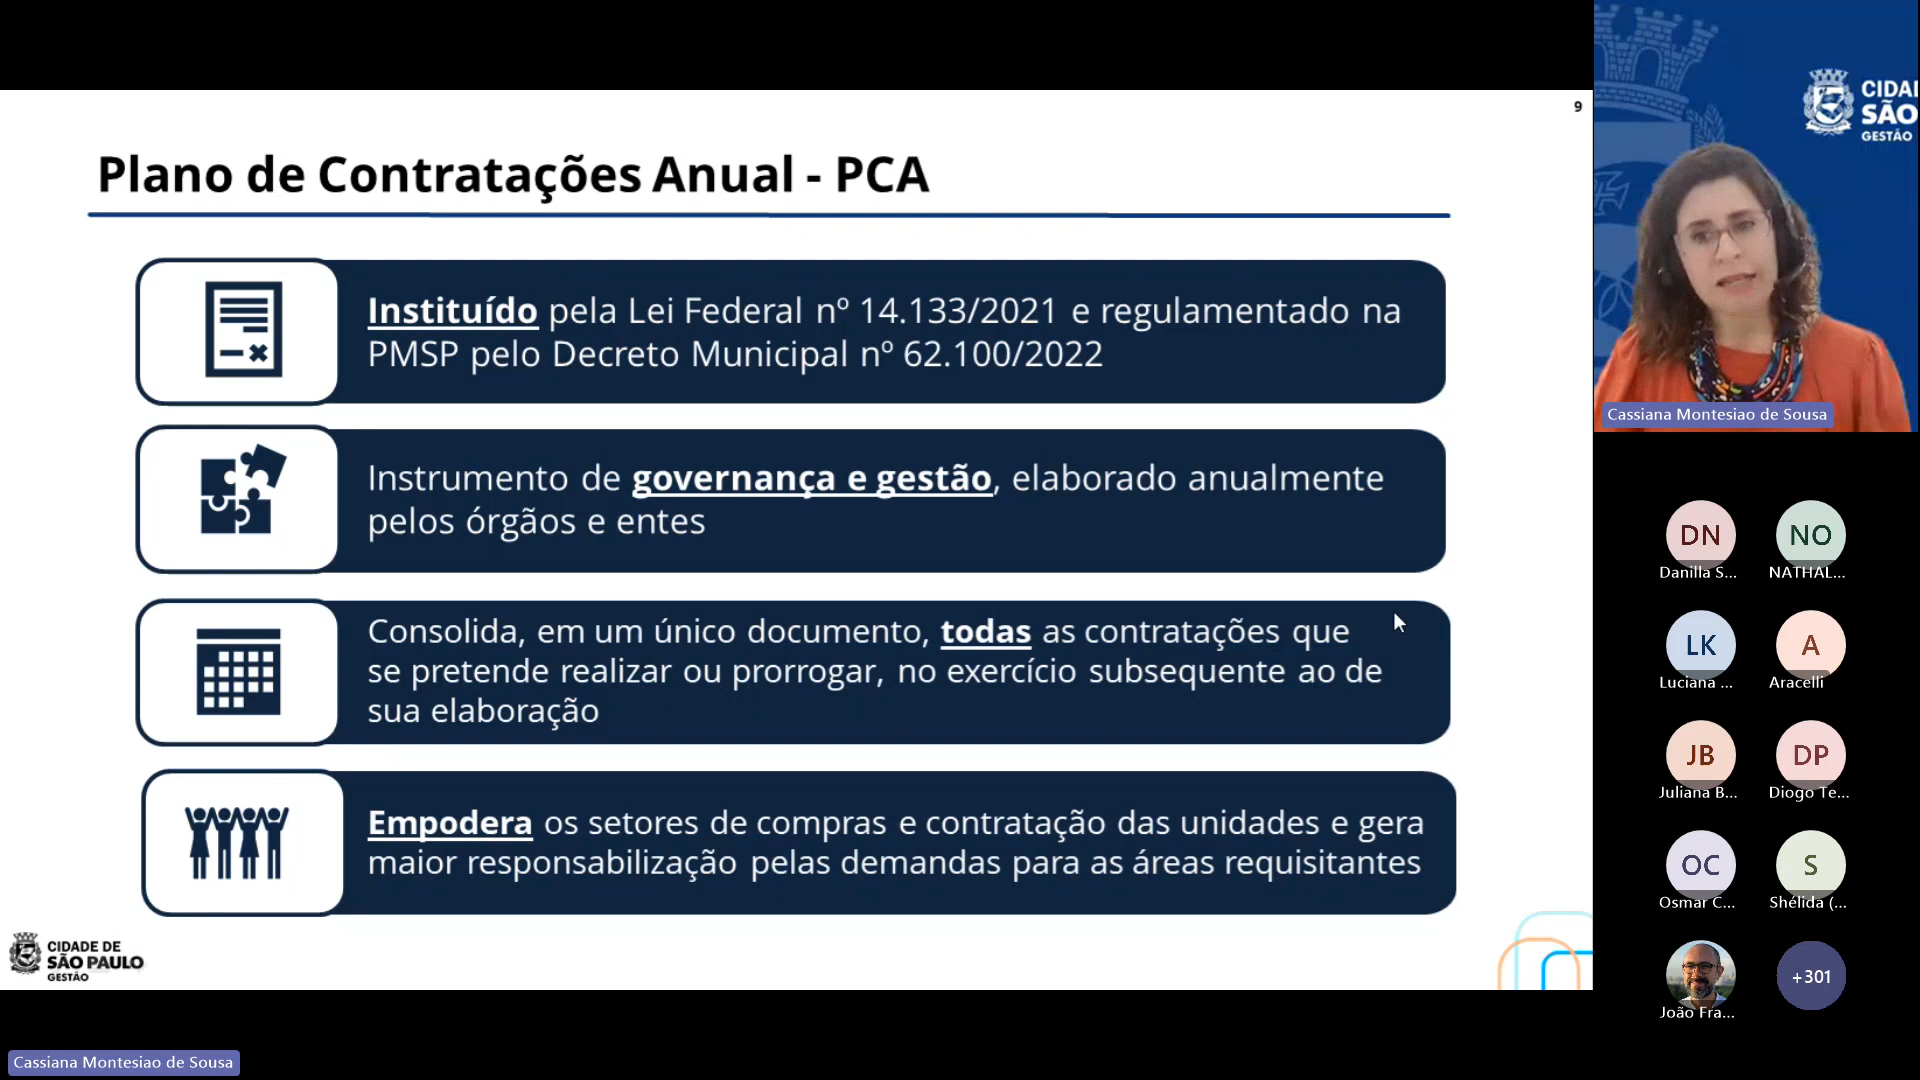 9
Plano de Contratações Anual - PCA
Instituído pela Lei Federal nº 14.133/2021 e regulamentado na
PMSP pelo Decreto Municipal nº 62.100/2022
Instrumento de governança e gestão, elaborado anualmente
pelos órgãos e entes
Consolida, em um único documento, todas as contratações que
se pretende realizar ou prorrogar, no exercício subsequente ao de
sua elaboração
Empodera os setores de compras e contratação das unidades e gera
maior responsabilização pelas demandas para as áreas requisitantes
CIDADE DE
SÃO PAULO
GESTÃO
CIDA
SÃO
GESTÃO
Cassiana Montesiao de Sousa
DN
Danilla S...
NO
NATHAL...
LK
Luciana ...
A
Aracelli
JB
Juliana B...
DP
Diogo Te...
OC
Osmar C...
S
Shélida (...
João Fra...
+301
Cassiana Montesiao de Sousa